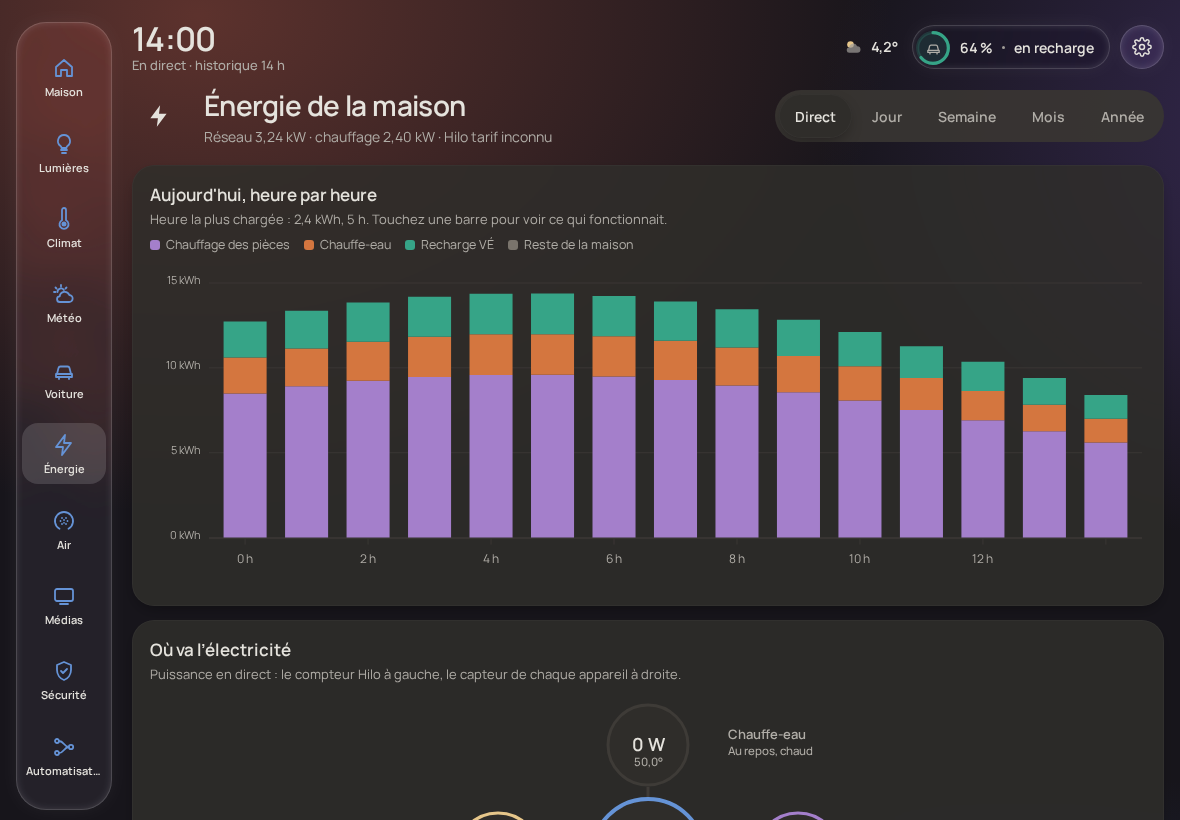 14:00
En direct · historique 14 h
4,2°
64 % · en recharge
Maison
Lumières
Climat
Météo
Voiture
Énergie
Air
Médias
Sécurité
Automatisat…
Énergie de la maison
Réseau 3,24 kW · chauffage 2,40 kW · Hilo tarif inconnu
Direct
Jour
Semaine
Mois
Année
Aujourd'hui, heure par heure
Heure la plus chargée : 2,4 kWh, 5 h. Touchez une barre pour voir ce qui fonctionnait.
Chauffage des pièces
Chauffe-eau
Recharge VÉ
Reste de la maison
15 kWh
10 kWh
5 kWh
0 kWh
0 h
2 h
4 h
6 h
8 h
10 h
12 h
Où va l'électricité
Puissance en direct : le compteur Hilo à gauche, le capteur de chaque appareil à droite.
0 W
50,0°
Chauffe-eau
Au repos, chaud